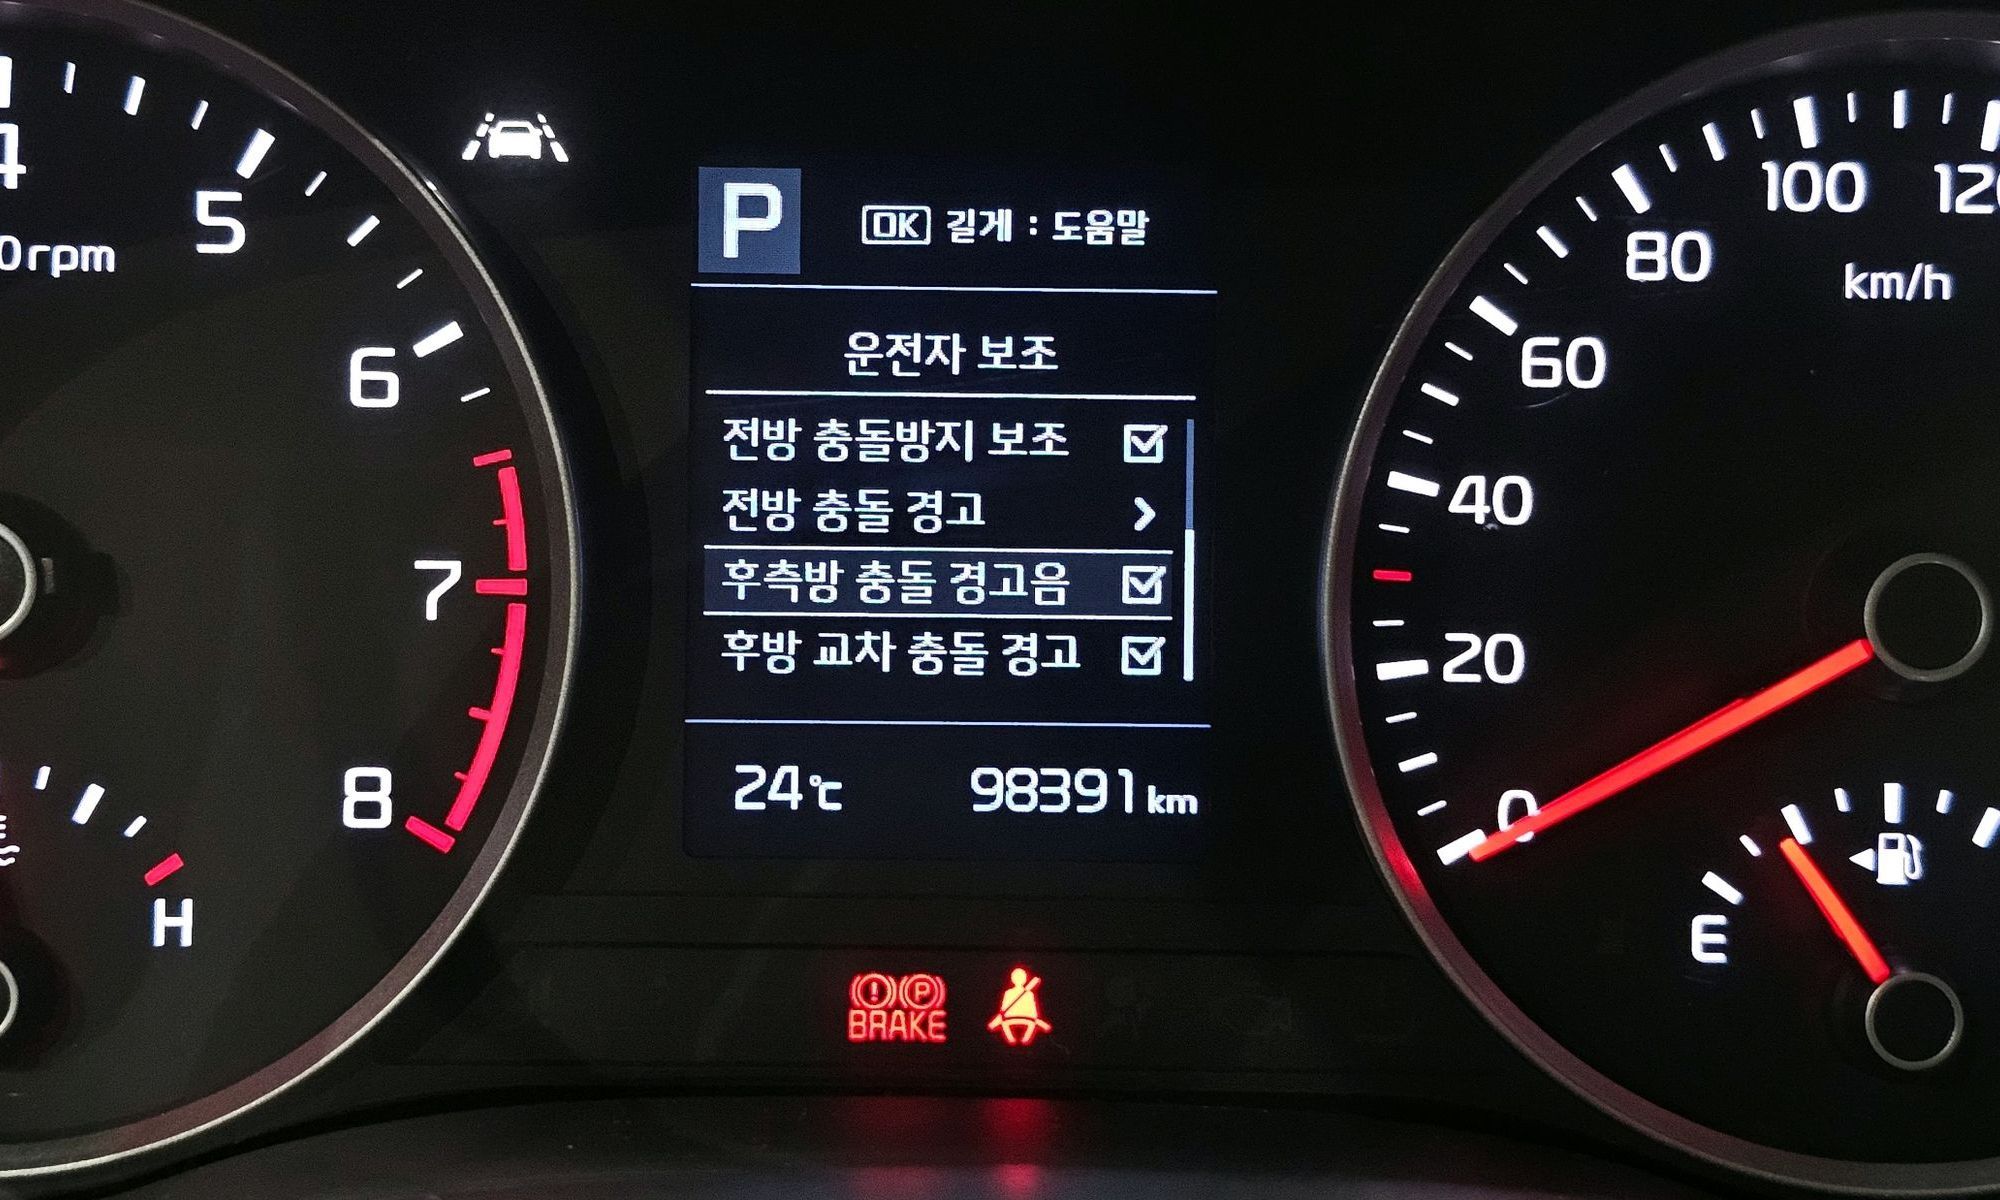 P
OK 길게 : 도움말
운전자 보조
전방 충돌방지 보조
전방 충돌 경고
후측방 충돌 경고음
후방 교차 충돌 경고
24℃ 98391 km
4
5
0rpm
6
7
8
H
120
100
km/h
80
60
40
20
0
E
(!) (P)
BRAKE